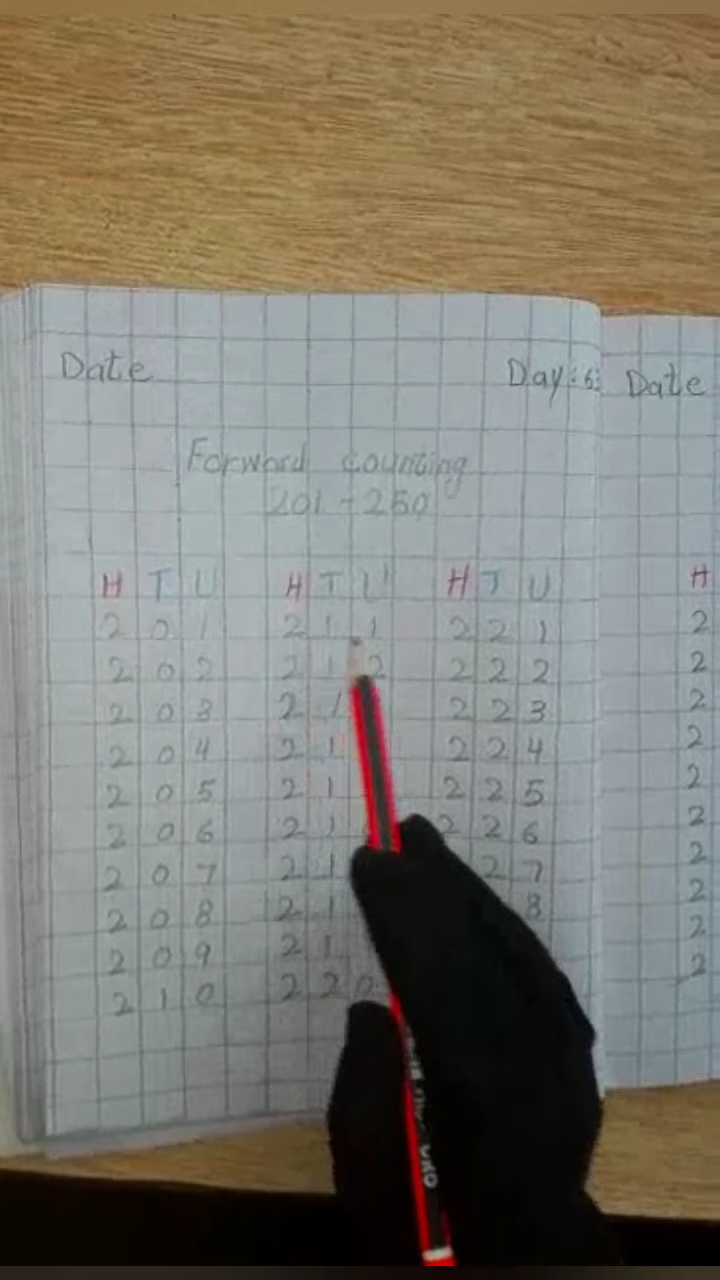 Date Day: 6: Date
Forward counting
201 - 250
H T U H T U H T U H
2 0 1 2 1 1 2 2 1 2
2 0 2 2 1 2 2 2 2 2
2 0 3 2 1 2 2 3 2
2 0 4 2 1 2 2 4 2
2 0 5 2 1 2 2 5 2
2 0 6 2 1 2 2 6 2
2 0 7 2 1 2 7 2
2 0 8 2 1 8 2
2 0 9 2 1 2
2 1 0 2 2 0 2